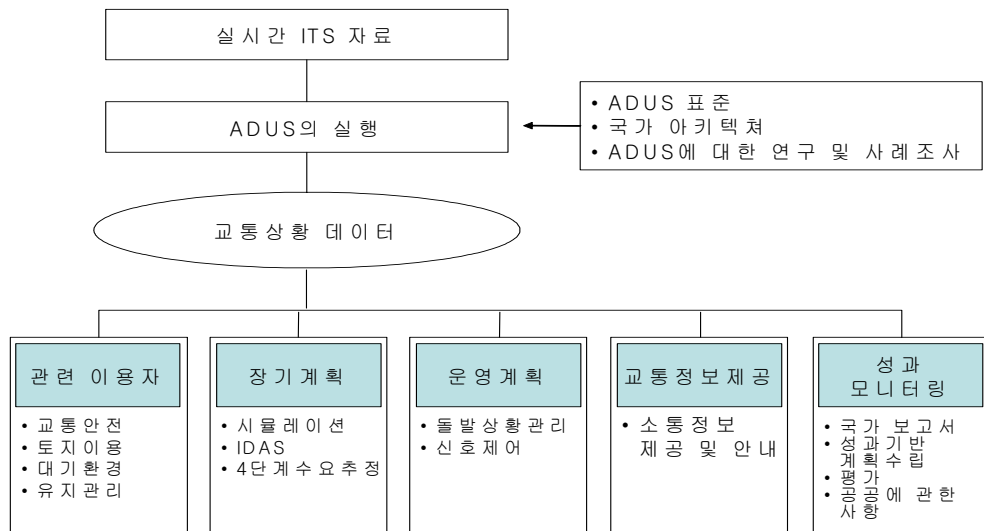 실시간 ITS 자료
ADUS의 실행
• ADUS 표준
• 국가 아키텍쳐
• ADUS에 대한 연구 및 사례조사
교통상황 데이터
관련 이용자
• 교통안전
• 토지이용
• 대기환경
• 유지관리
장기계획
• 시뮬레이션
• IDAS
• 4단계수요추정
운영계획
• 돌발상황관리
• 신호제어
교통정보제공
• 소통정보
제공 및 안내
성과
모니터링
• 국가 보고서
• 성과기반
계획수립
• 평가
• 공공에 관한
사항